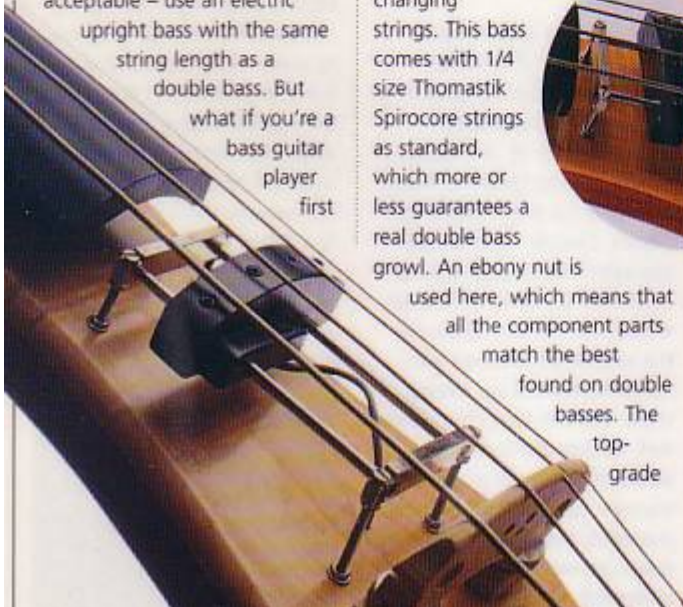 acceptable – use an electric
upright bass with the same
string length as a
double bass. But
what if you're a
bass guitar
player
first
changing
strings. This bass
comes with 1/4
size Thomastik
Spirocore strings
as standard,
which more or
less guarantees a
real double bass
growl. An ebony nut is
used here, which means that
all the component parts
match the best
found on double
basses. The
top-
grade